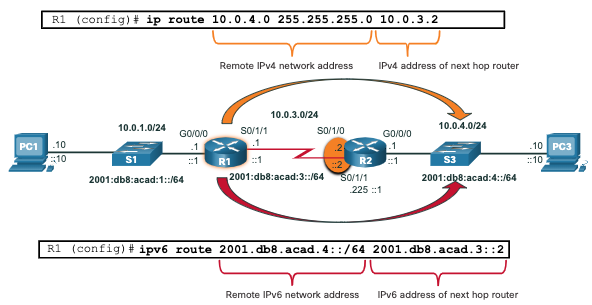 R1 (config)# ip route 10.0.4.0 255.255.255.0 10.0.3.2
Remote IPv4 network address
IPv4 address of next hop router
10.0.3.0/24
10.0.1.0/24
10.0.4.0/24
G0/0/0
S0/1/1
S0/1/0
G0/0/0
PC1
.10
::10
S1
.1
::1
R1
.1
::1
.2
::2
R2
.1
::1
S3
.10
::10
PC3
2001:db8:acad:1::/64
2001:db8:acad:3::/64
S0/1/1
.225 ::1
2001:db8:acad:4::/64
R1 (config)# ipv6 route 2001.db8.acad.4::/64 2001.db8.acad.3::2
Remote IPv6 network address
IPv6 address of next hop router